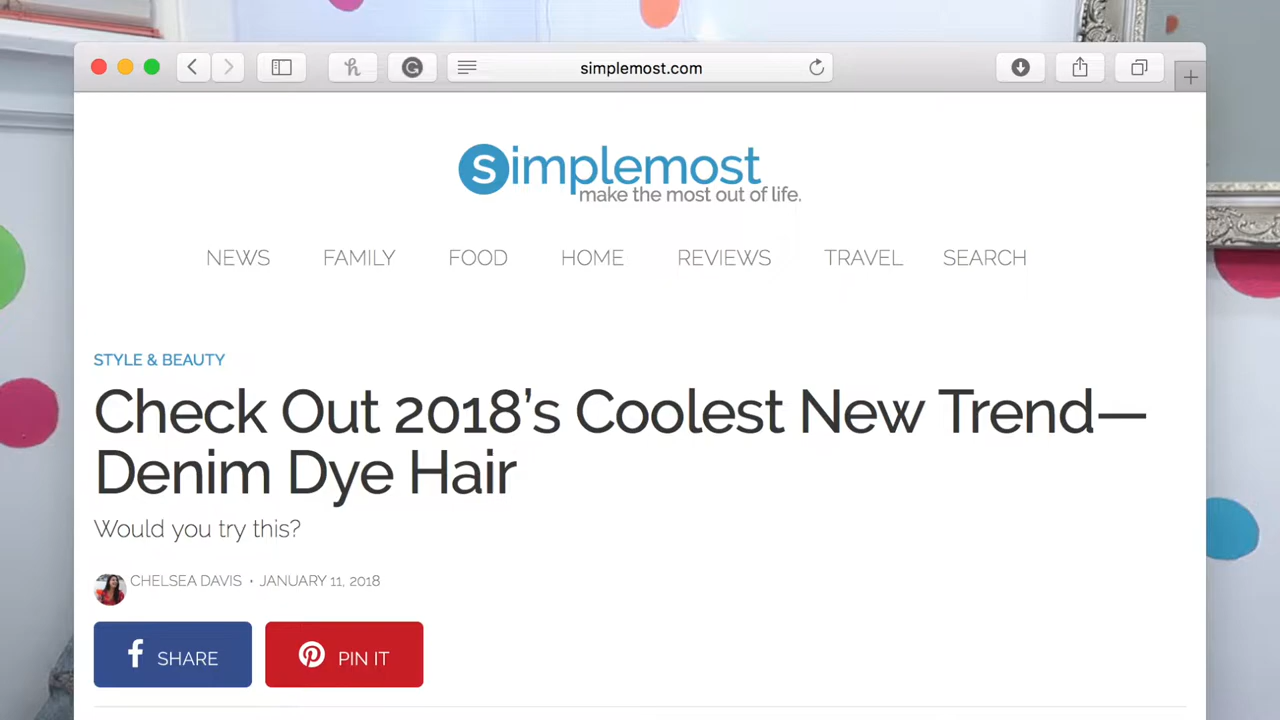 simplemost.com
simplemost
make the most out of life.
NEWS FAMILY FOOD HOME REVIEWS TRAVEL SEARCH
STYLE & BEAUTY
Check Out 2018’s Coolest New Trend—
Denim Dye Hair
Would you try this?
CHELSEA DAVIS • JANUARY 11, 2018
SHARE PIN IT